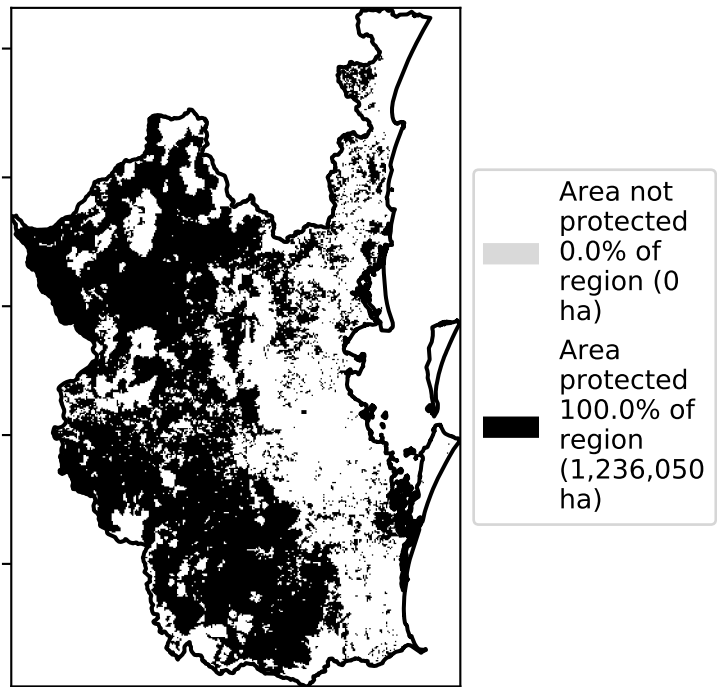 Area not
protected
0.0% of
region (0
ha)
Area
protected
100.0% of
region
(1,236,050
ha)